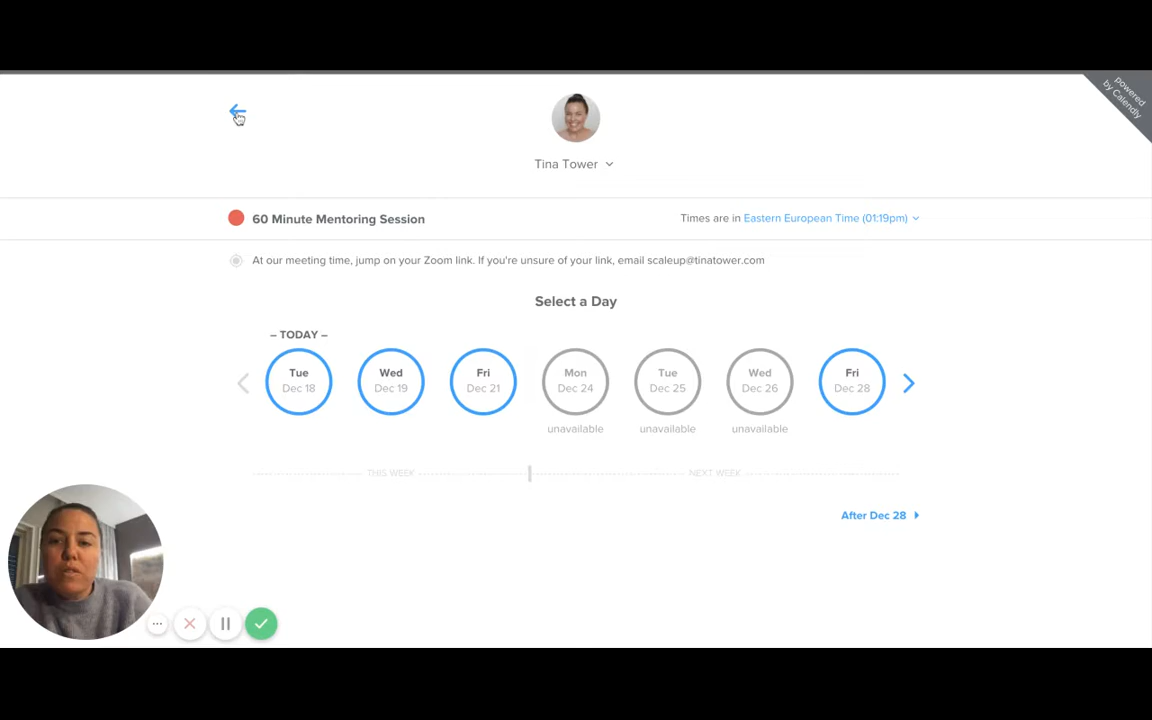 powered
by Calendly
Tina Tower
60 Minute Mentoring Session
Times are in Eastern European Time (01:19pm)
At our meeting time, jump on your Zoom link. If you're unsure of your link, email scaleup@tinatower.com
Select a Day
– TODAY –
Tue Wed Fri Mon Tue Wed Fri
Dec 18 Dec 19 Dec 21 Dec 24 Dec 25 Dec 26 Dec 28
unavailable unavailable unavailable
THIS WEEK NEXT WEEK
After Dec 28